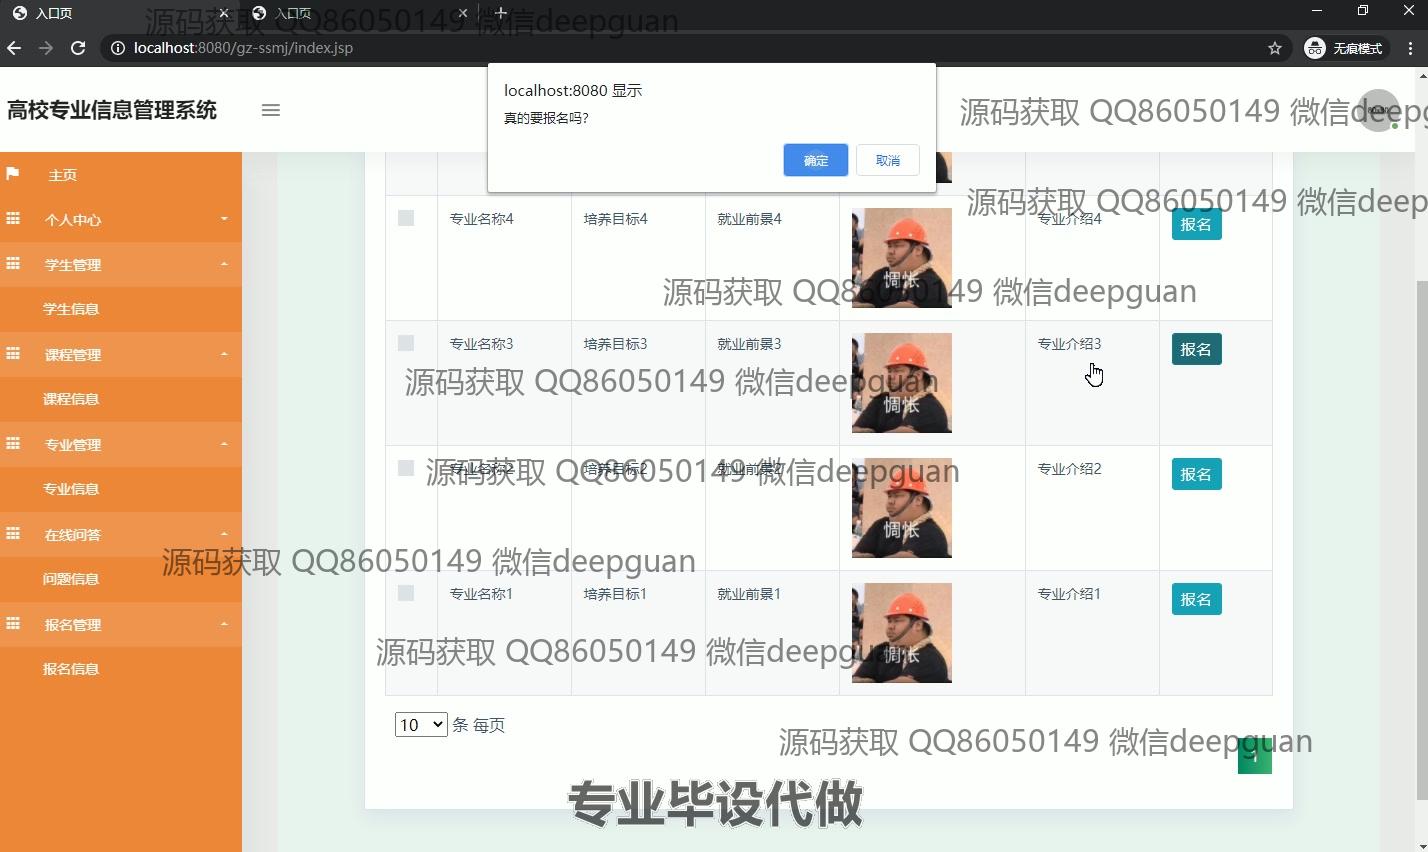 入口页
入口页
源码获取 QQ86050149 微信deepguan
localhost:8080/gz-ssmj/index.jsp
无痕模式
localhost:8080 显示
真的要报名吗?
确定
取消
高校专业信息管理系统
源码获取 QQ86050149 微信deepg
主页
个人中心
学生管理
学生信息
课程管理
课程信息
专业管理
专业信息
在线问答
问题信息
报名管理
报名信息
源码获取 QQ86050149 微信deep
专业名称4
培养目标4
就业前景4
惆怅
专业介绍4
报名
源码获取 QQ86050149 微信deepguan
专业名称3
培养目标3
就业前景3
惆怅
专业介绍3
报名
源码获取 QQ86050149 微信deepguan
专业名称2
培养目标2
就业前景2
惆怅
专业介绍2
报名
源码获取 QQ86050149 微信deepguan
源码获取 QQ86050149 微信deepguan
专业名称1
培养目标1
就业前景1
惆怅
专业介绍1
报名
源码获取 QQ86050149 微信deepguan
10 条 每页
源码获取 QQ86050149 微信deepguan
1
专业毕设代做